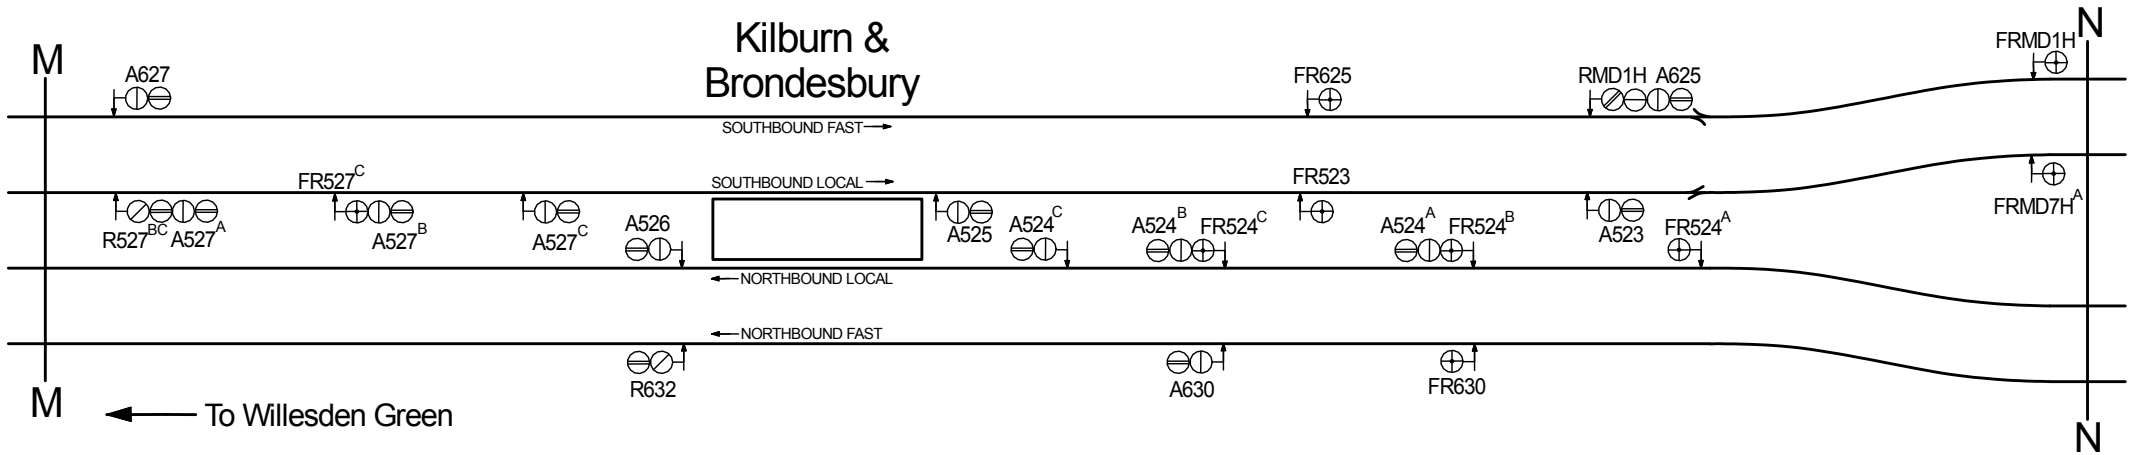 Kilburn &
Brondesbury
N
FRMD1H
M
A627
FR625
RMD1H A625
SOUTHBOUND FAST
FR527C
SOUTHBOUND LOCAL
FR523
R527BC A527A
A527B
A527C
A526
A525
A524C
A524B
FR524C
A524A
FR524B
A523
FR524A
FRMD7HA
NORTHBOUND LOCAL
NORTHBOUND FAST
R632
A630
FR630
M
To Willesden Green
N